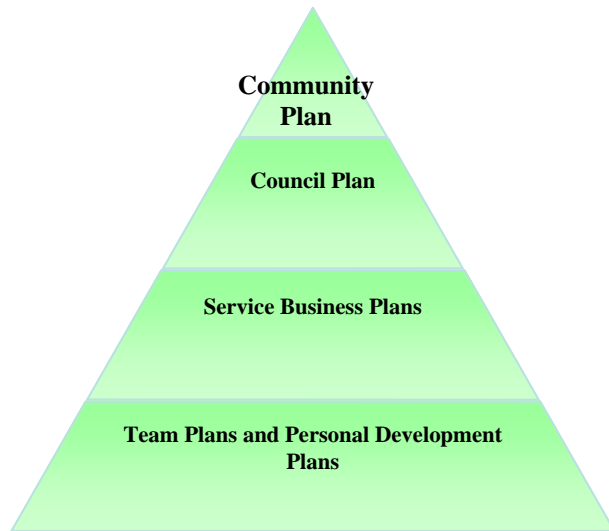 Community
Plan
Council Plan
Service Business Plans
Team Plans and Personal Development
Plans